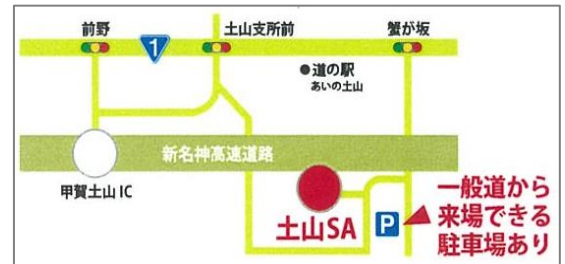 前野
1
土山支所前
蟹が坂
●道の駅
あいの土山
新名神高速道路
甲賀土山 IC
土山SA
P
一般道から
来場できる
駐車場あり